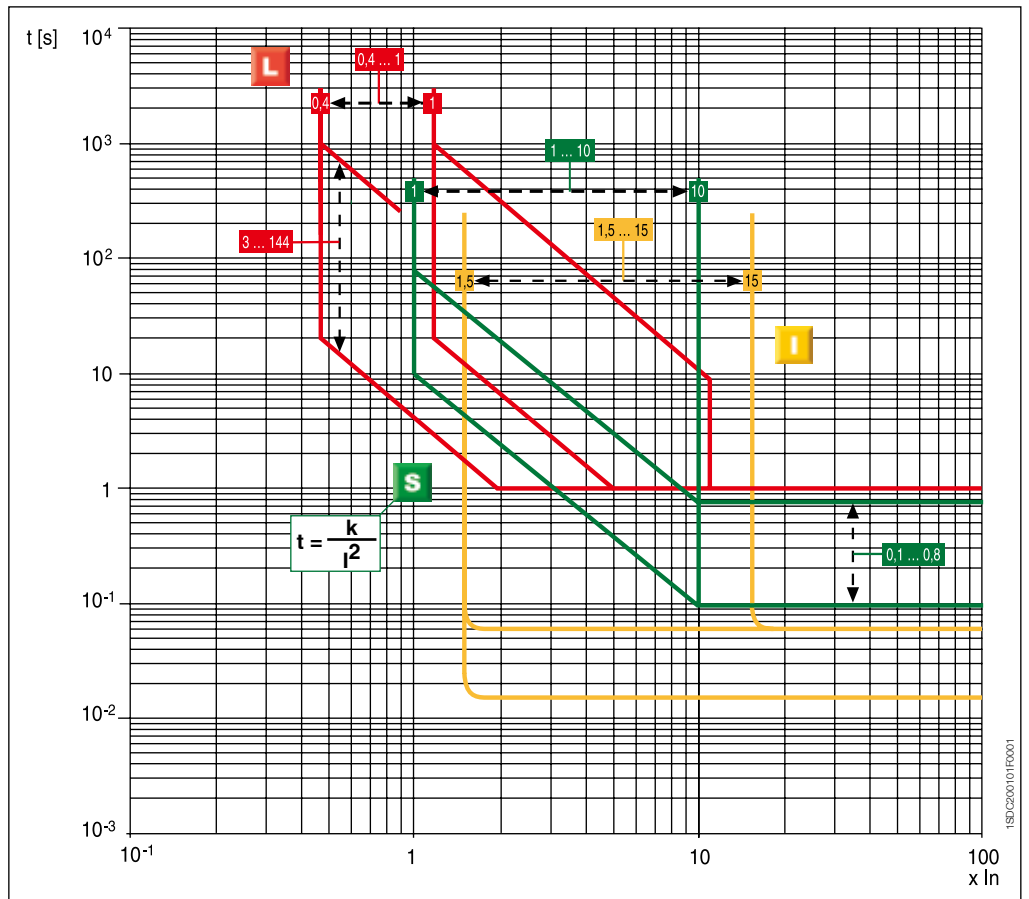 t [s]
10⁴
L
0,4 ... 1
0,4
1
10³
1 ... 10
1
10
3 ... 144
1,5 ... 15
10²
1,5
15
I
10
S
1
t = k / I²
0,1 ... 0,8
10⁻¹
10⁻²
10⁻³
10⁻¹
1
10
100
x In
1SDC200101F0001